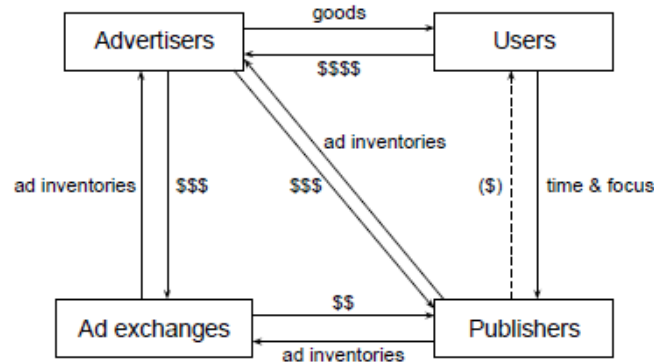 goods
Advertisers
Users
$$$$
ad inventories
ad inventories
$$$
$$$
($)
time & focus
$$
Ad exchanges
Publishers
ad inventories